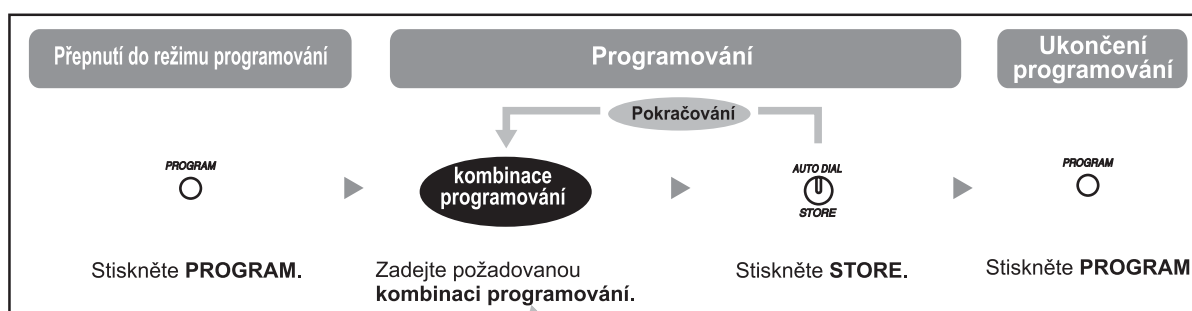 Přepnutí do režimu programování
Programování
Ukončení
programování
Pokračování
PROGRAM
kombinace
programování
AUTO DIAL
STORE
PROGRAM
Stiskněte PROGRAM.
Zadejte požadovanou
kombinaci programování.
Stiskněte STORE.
Stiskněte PROGRAM